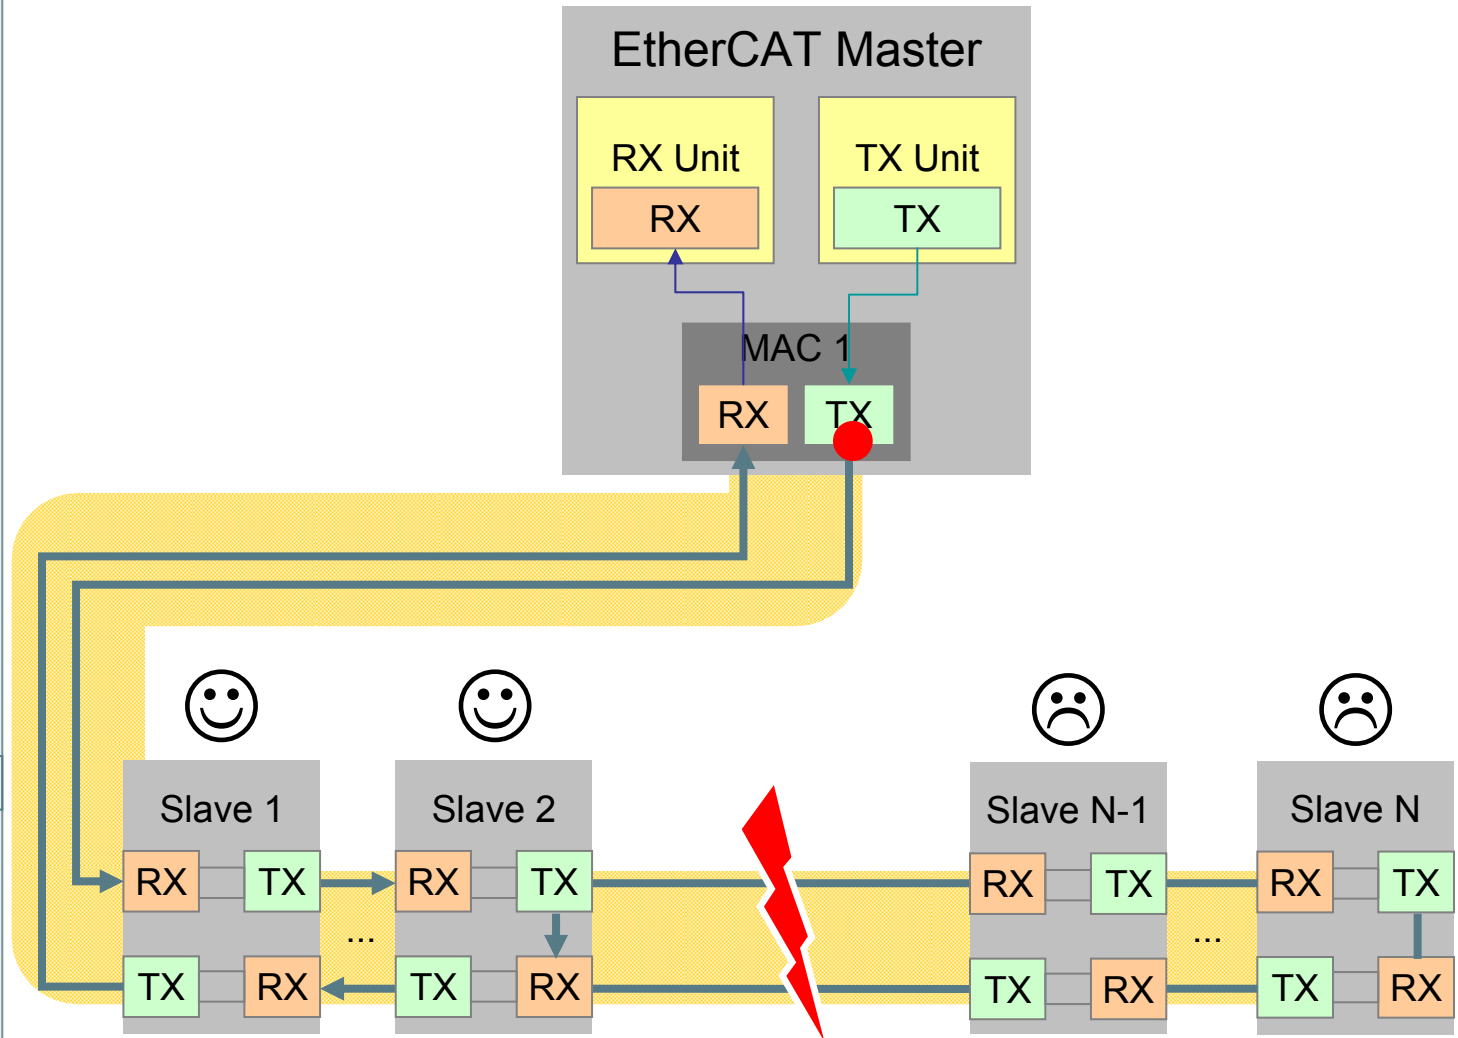 EtherCAT Master
RX Unit
TX Unit
RX
TX
MAC 1
RX
TX
Slave 1
Slave 2
Slave N-1
Slave N
RX
TX
RX
TX
RX
TX
RX
TX
...
...
TX
RX
TX
RX
TX
RX
TX
RX